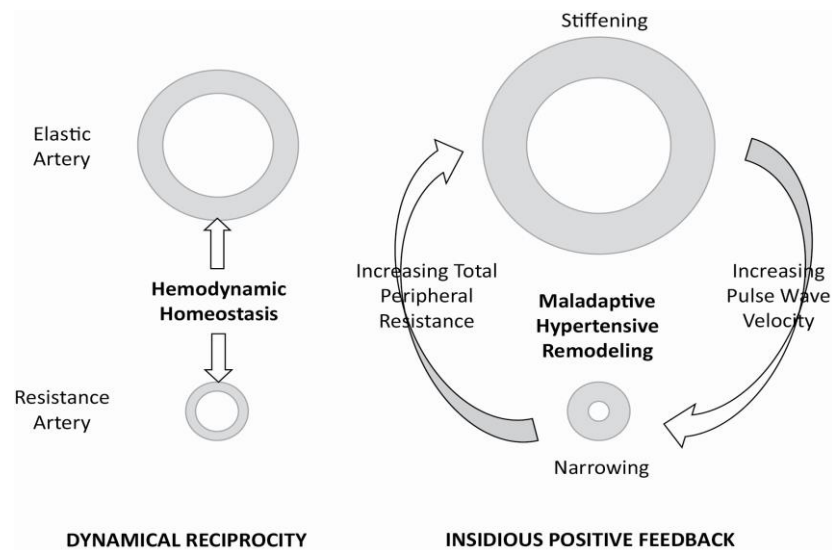 Stiffening
Elastic
Artery
Hemodynamic
Homeostasis
Resistance
Artery
Increasing Total
Peripheral
Resistance
Maladaptive
Hypertensive
Remodeling
Increasing
Pulse Wave
Velocity
Narrowing
DYNAMICAL RECIPROCITY
INSIDIOUS POSITIVE FEEDBACK